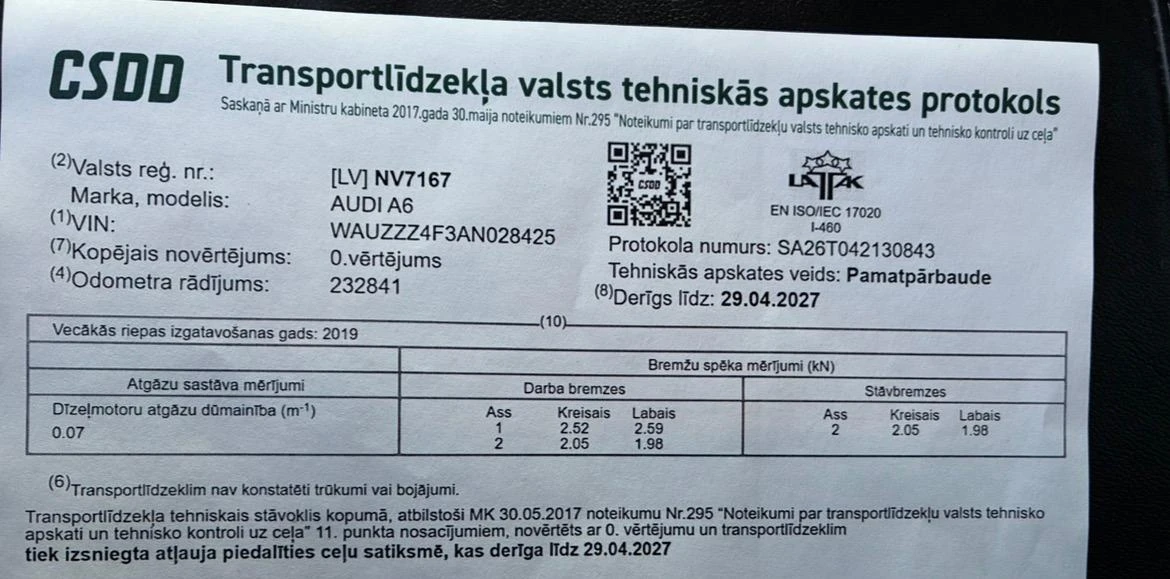 CSDD Transportlīdzekļa valsts tehniskās apskates protokols
Saskaņā ar Ministru kabineta 2017.gada 30.maija noteikumiem Nr.295 "Noteikumi par transportlīdzekļu valsts tehnisko apskati un tehnisko kontroli uz ceļa"
(2)Valsts reģ. nr.: [LV] NV7167
Marka, modelis: AUDI A6
(1)VIN: WAUZZZ4F3AN028425
(7)Kopējais novērtējums: 0.vērtējums
(4)Odometra rādījums: 232841
CSDD
LATAK
EN ISO/IEC 17020
I-460
Protokola numurs: SA26T042130843
Tehniskās apskates veids: Pamatpārbaude
(8)Derīgs līdz: 29.04.2027
(10)
Vecākās riepas izgatavošanas gads: 2019
Bremžu spēka mērījumi (kN)
Atgāzu sastāva mērījumi Darba bremzes Stāvbremzes
Dīzeļmotoru atgāzu dūmainība (m-1) Ass Kreisais Labais Ass Kreisais Labais
0.07 1 2.52 2.59 2 2.05 1.98
2 2.05 1.98
(6)Transportlīdzeklim nav konstatēti trūkumi vai bojājumi.
Transportlīdzekļa tehniskais stāvoklis kopumā, atbilstoši MK 30.05.2017 noteikumu Nr.295 "Noteikumi par transportlīdzekļu valsts tehnisko
apskati un tehnisko kontroli uz ceļa" 11. punkta nosacījumiem, novērtēts ar 0. vērtējumu un transportlīdzeklim
tiek izsniegta atļauja piedalīties ceļu satiksmē, kas derīga līdz 29.04.2027